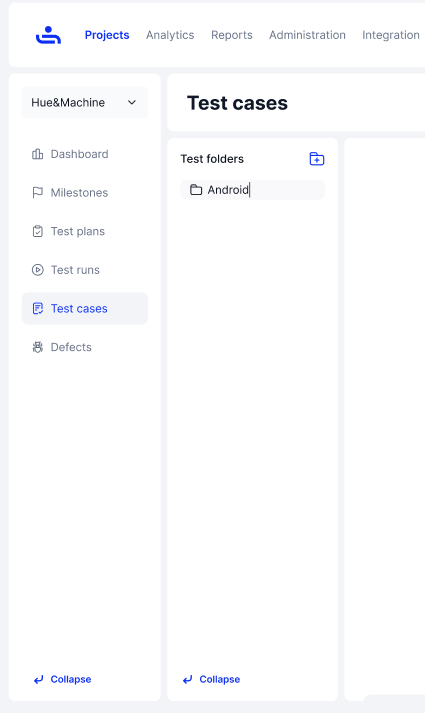 Projects Analytics Reports Administration Integration
Hue&Machine
Test cases
Dashboard
Milestones
Test plans
Test runs
Test cases
Defects
Collapse
Test folders
Android
Collapse